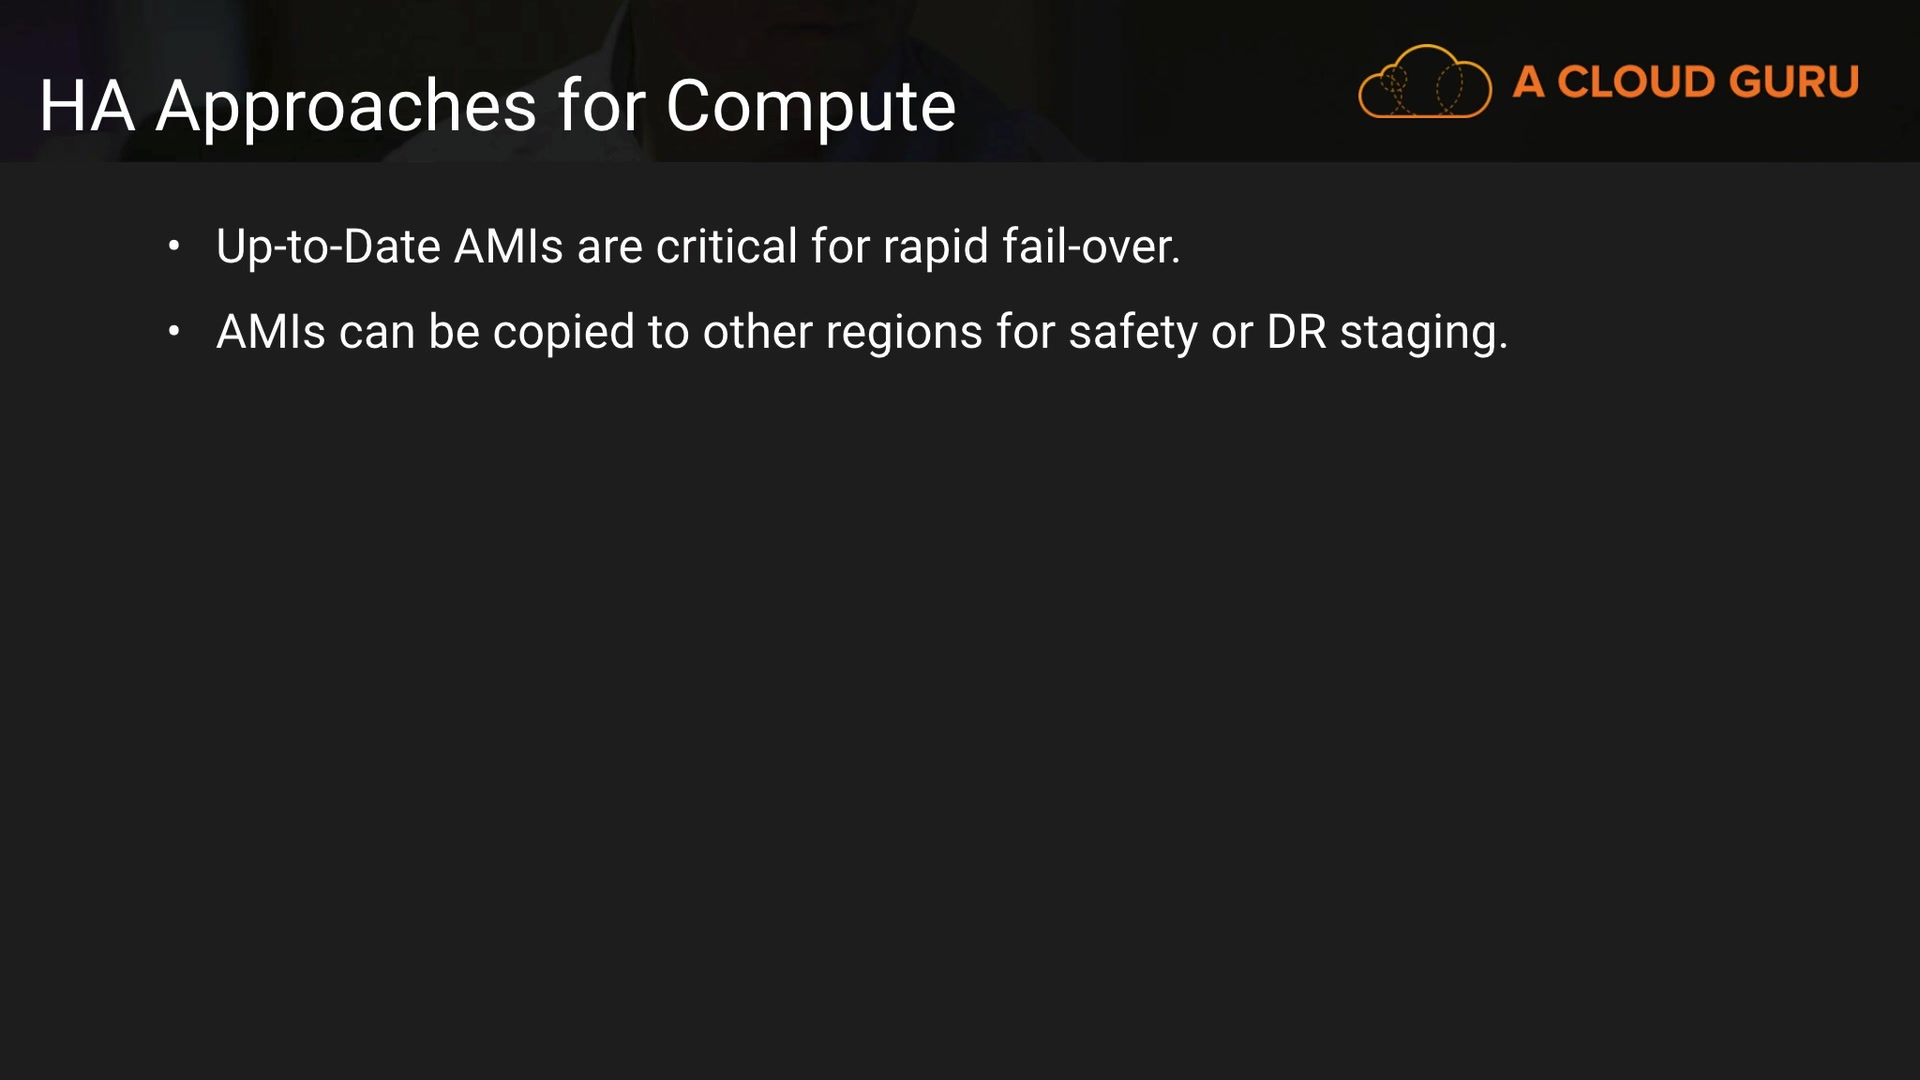 HA Approaches for Compute
A CLOUD GURU
• Up-to-Date AMIs are critical for rapid fail-over.
• AMIs can be copied to other regions for safety or DR staging.